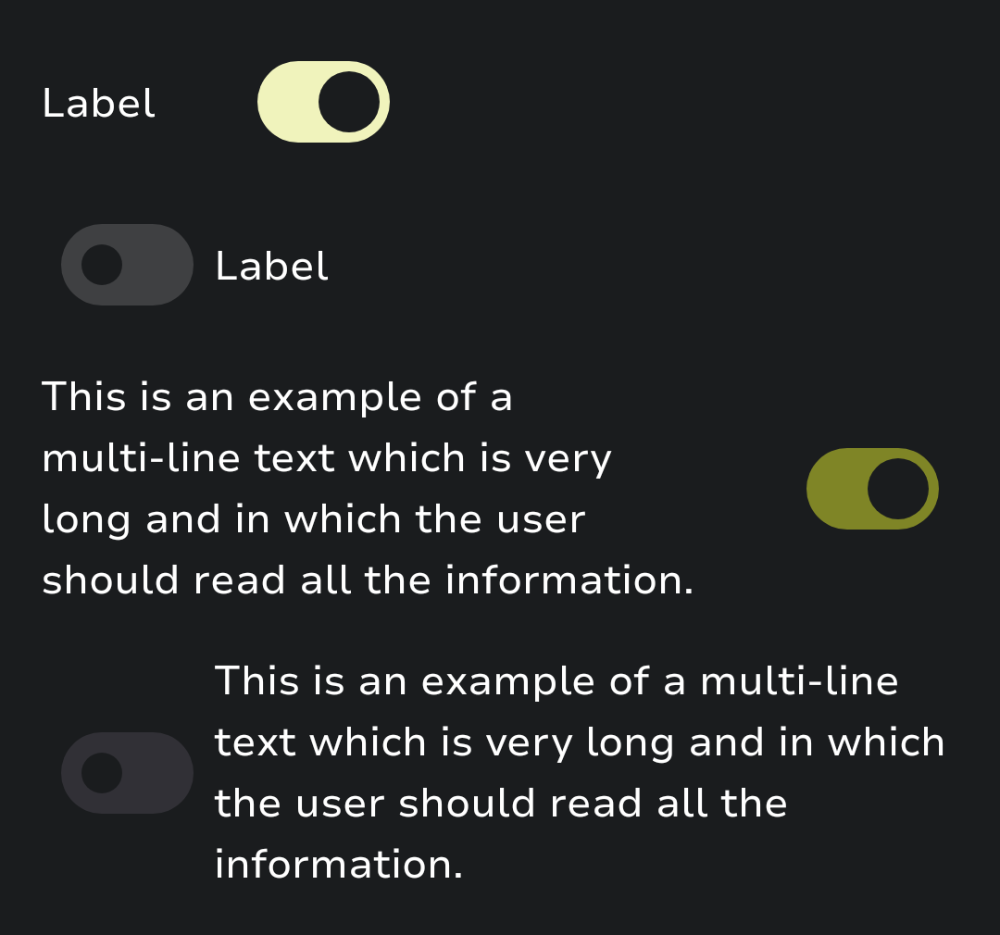 Label
Label
This is an example of a
multi-line text which is very
long and in which the user
should read all the information.
This is an example of a multi-line
text which is very long and in which
the user should read all the
information.